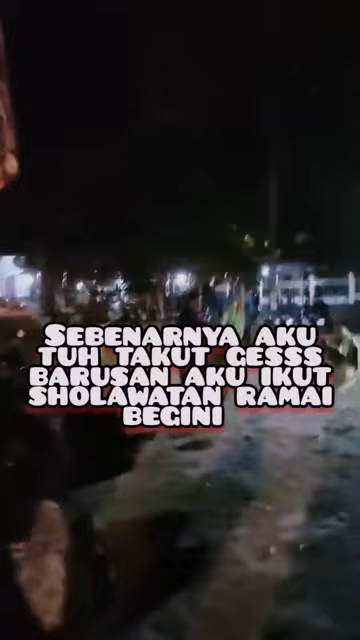 Sebenarnya aku
tuh takut gesss
barusan aku ikut
sholawatan ramai
begini